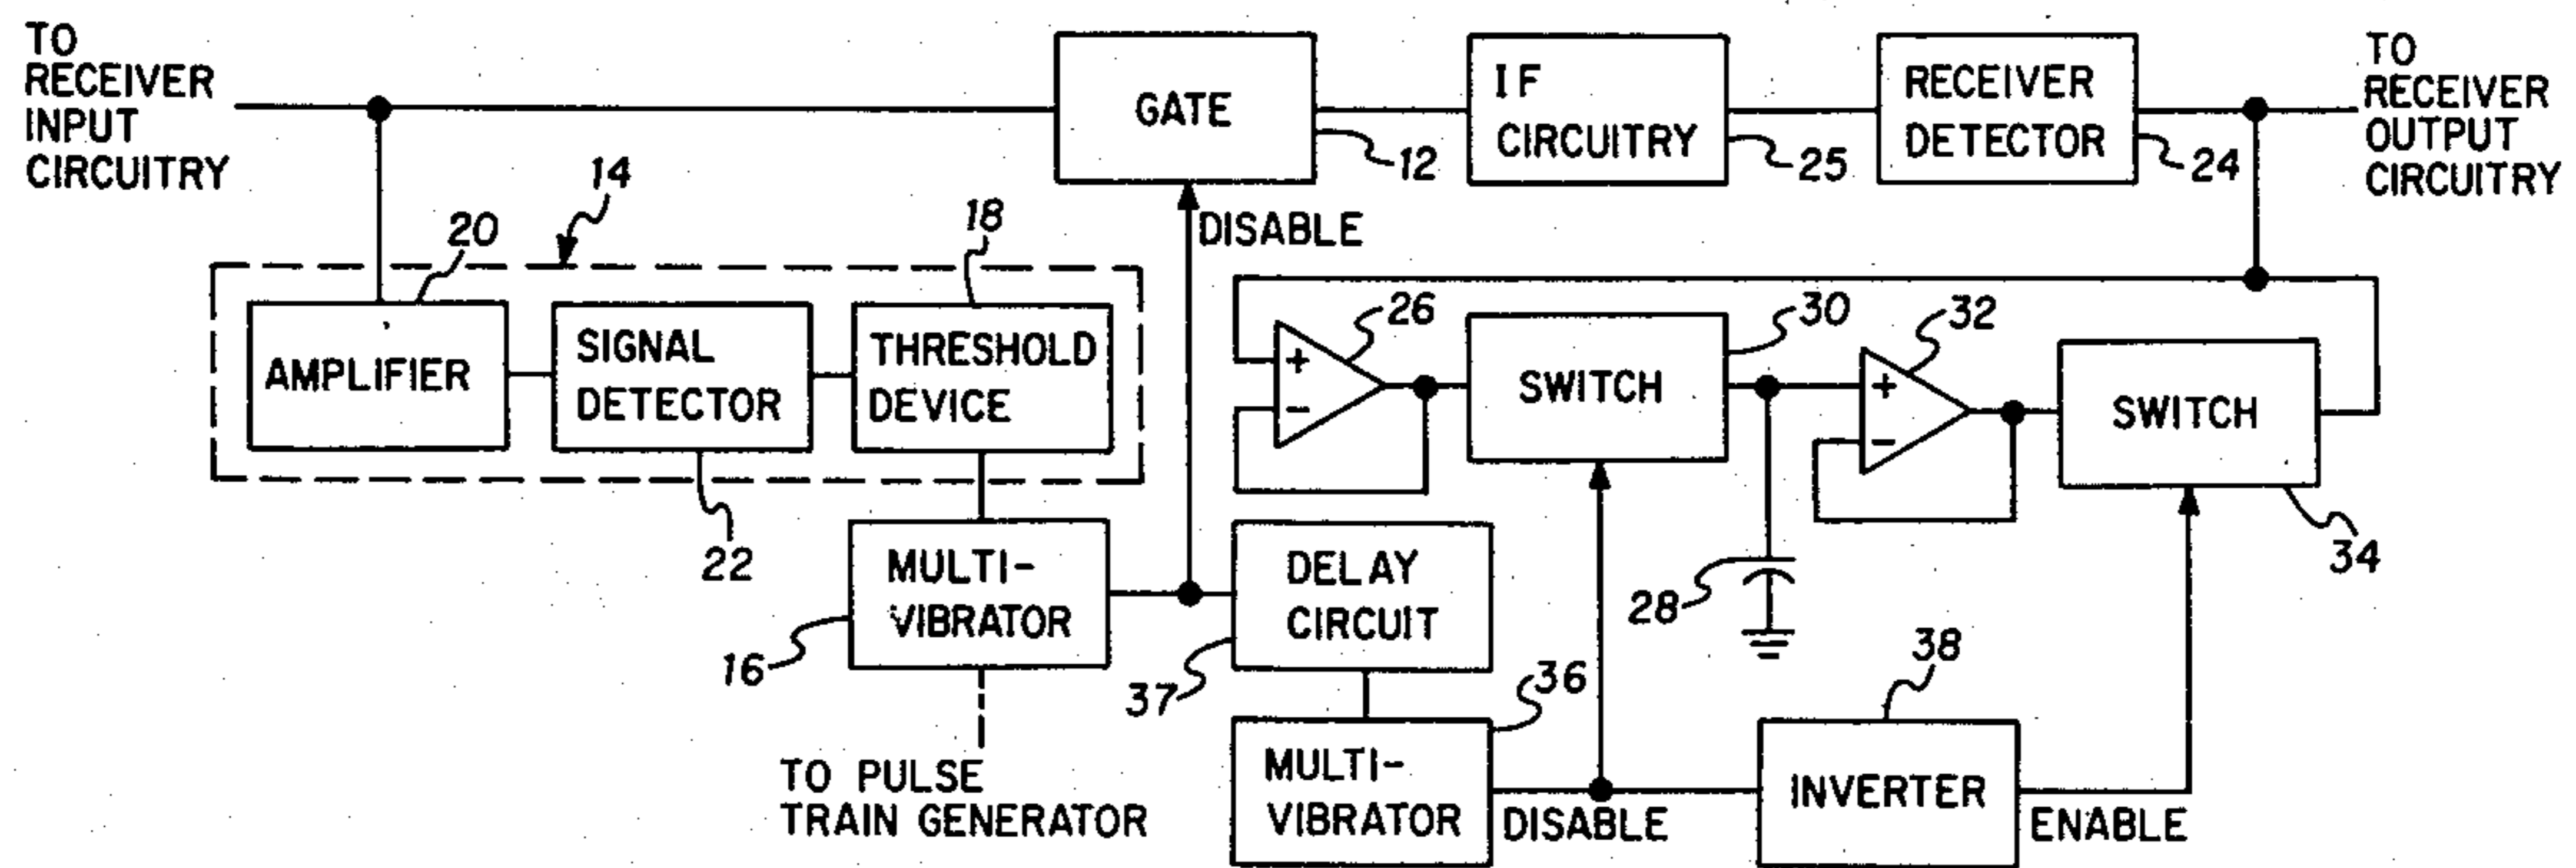 TO
RECEIVER
INPUT
CIRCUITRY
GATE
12
IF
CIRCUITRY
25
RECEIVER
DETECTOR
24
TO
RECEIVER
OUTPUT
CIRCUITRY
DISABLE
14
20
18
AMPLIFIER
SIGNAL
DETECTOR
THRESHOLD
DEVICE
22
+
-
26
SWITCH
30
+
-
32
SWITCH
34
28
MULTI-
VIBRATOR
16
DELAY
CIRCUIT
37
TO PULSE
TRAIN GENERATOR
MULTI-
VIBRATOR
36
DISABLE
INVERTER
38
ENABLE